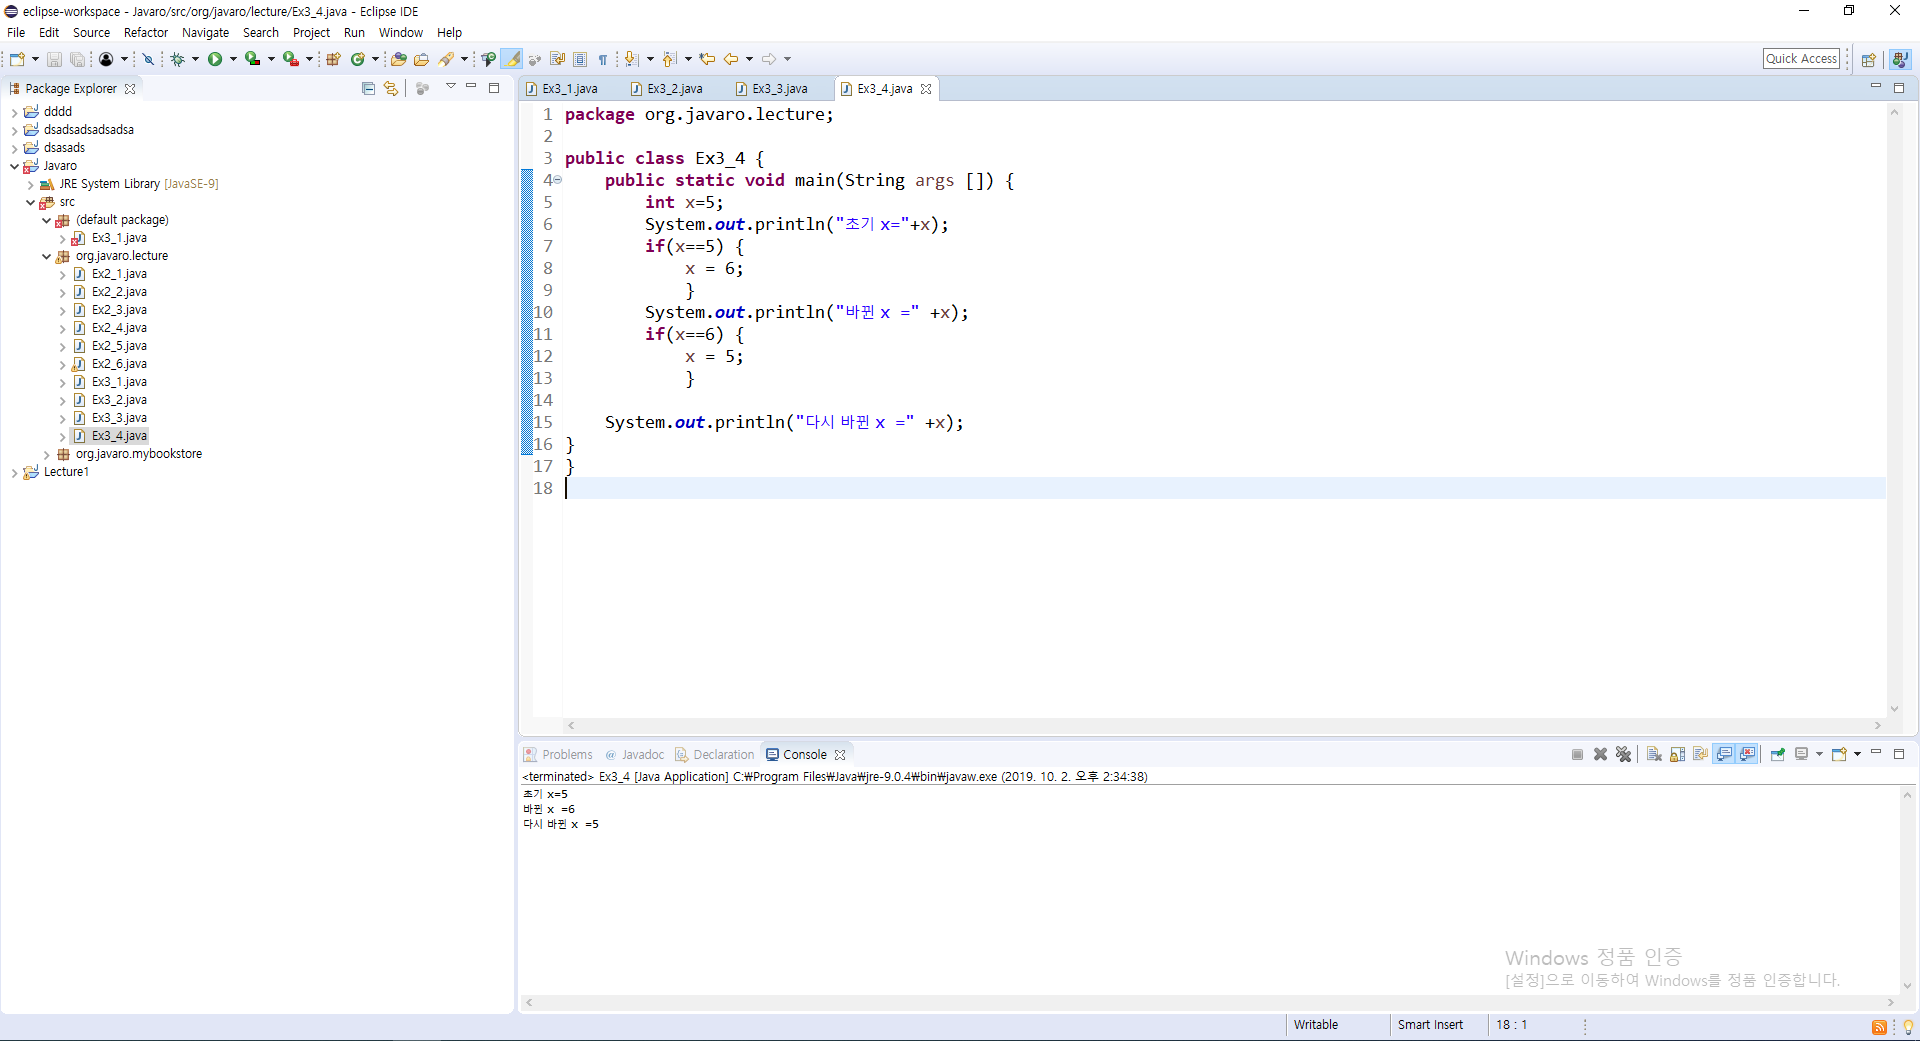 eclipse-workspace - Javaro/src/org/javaro/lecture/Ex3_4.java - Eclipse IDE
File Edit Source Refactor Navigate Search Project Run Window Help
Quick Access
Package Explorer
dddd
dsadsadsadsadsa
dsasads
Javaro
JRE System Library [JavaSE-9]
src
(default package)
Ex3_1.java
org.javaro.lecture
Ex2_1.java
Ex2_2.java
Ex2_3.java
Ex2_4.java
Ex2_5.java
Ex2_6.java
Ex3_1.java
Ex3_2.java
Ex3_3.java
Ex3_4.java
org.javaro.mybookstore
Lecture1
Ex3_1.java Ex3_2.java Ex3_3.java Ex3_4.java
1 package org.javaro.lecture;
2
3 public class Ex3_4 {
4 public static void main(String args []) {
5 int x=5;
6 System.out.println("초기 x="+x);
7 if(x==5) {
8 x = 6;
9 }
10 System.out.println("바뀐 x =" +x);
11 if(x==6) {
12 x = 5;
13 }
14
15 System.out.println("다시 바뀐 x =" +x);
16 }
17 }
18
Problems @ Javadoc Declaration Console
<terminated> Ex3_4 [Java Application] C:₩Program Files₩Java₩jre-9.0.4₩bin₩javaw.exe (2019. 10. 2. 오후 2:34:38)
초기 x=5
바뀐 x =6
다시 바뀐 x =5
Windows 정품 인증
[설정]으로 이동하여 Windows를 정품 인증합니다.
Writable Smart Insert 18 : 1